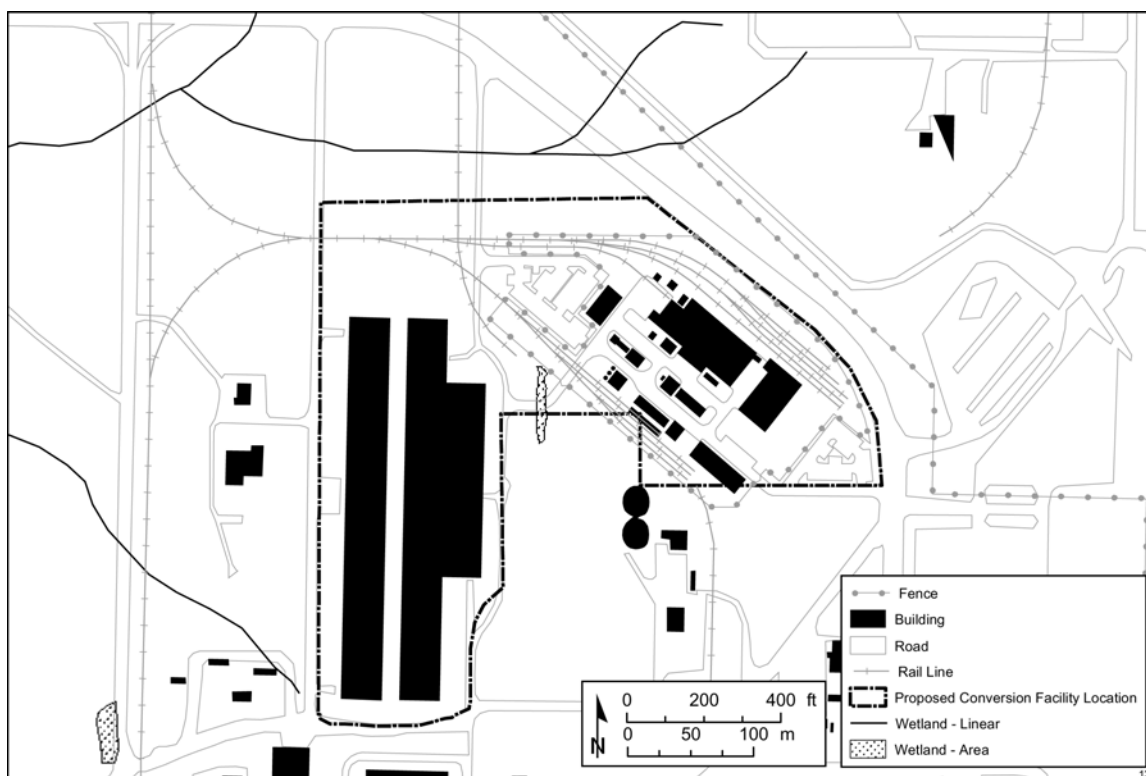 Fence
Building
Road
Rail Line
Proposed Conversion Facility Location
Wetland - Linear
Wetland - Area
0 200 400 ft
N
0 50 100 m